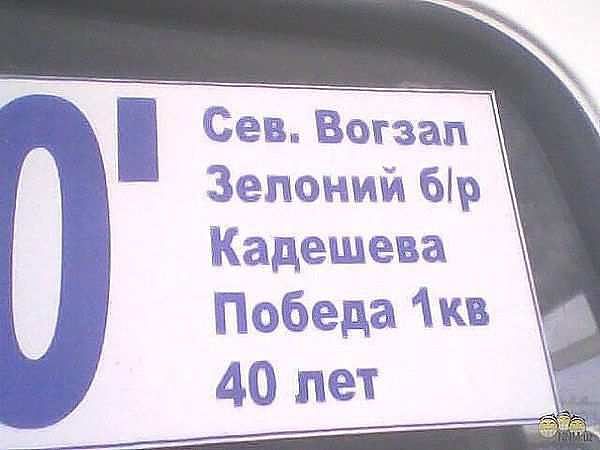 0'
Сев. Вогзал
Зелоний б/р
Кадешева
Победа 1кв
40 лет